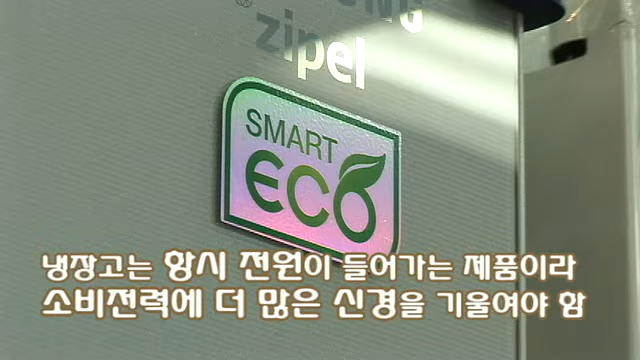 zipel
SMART
eco
냉장고는 항시 전원이 들어가는 제품이라
소비전력에 더 많은 신경을 기울여야 함